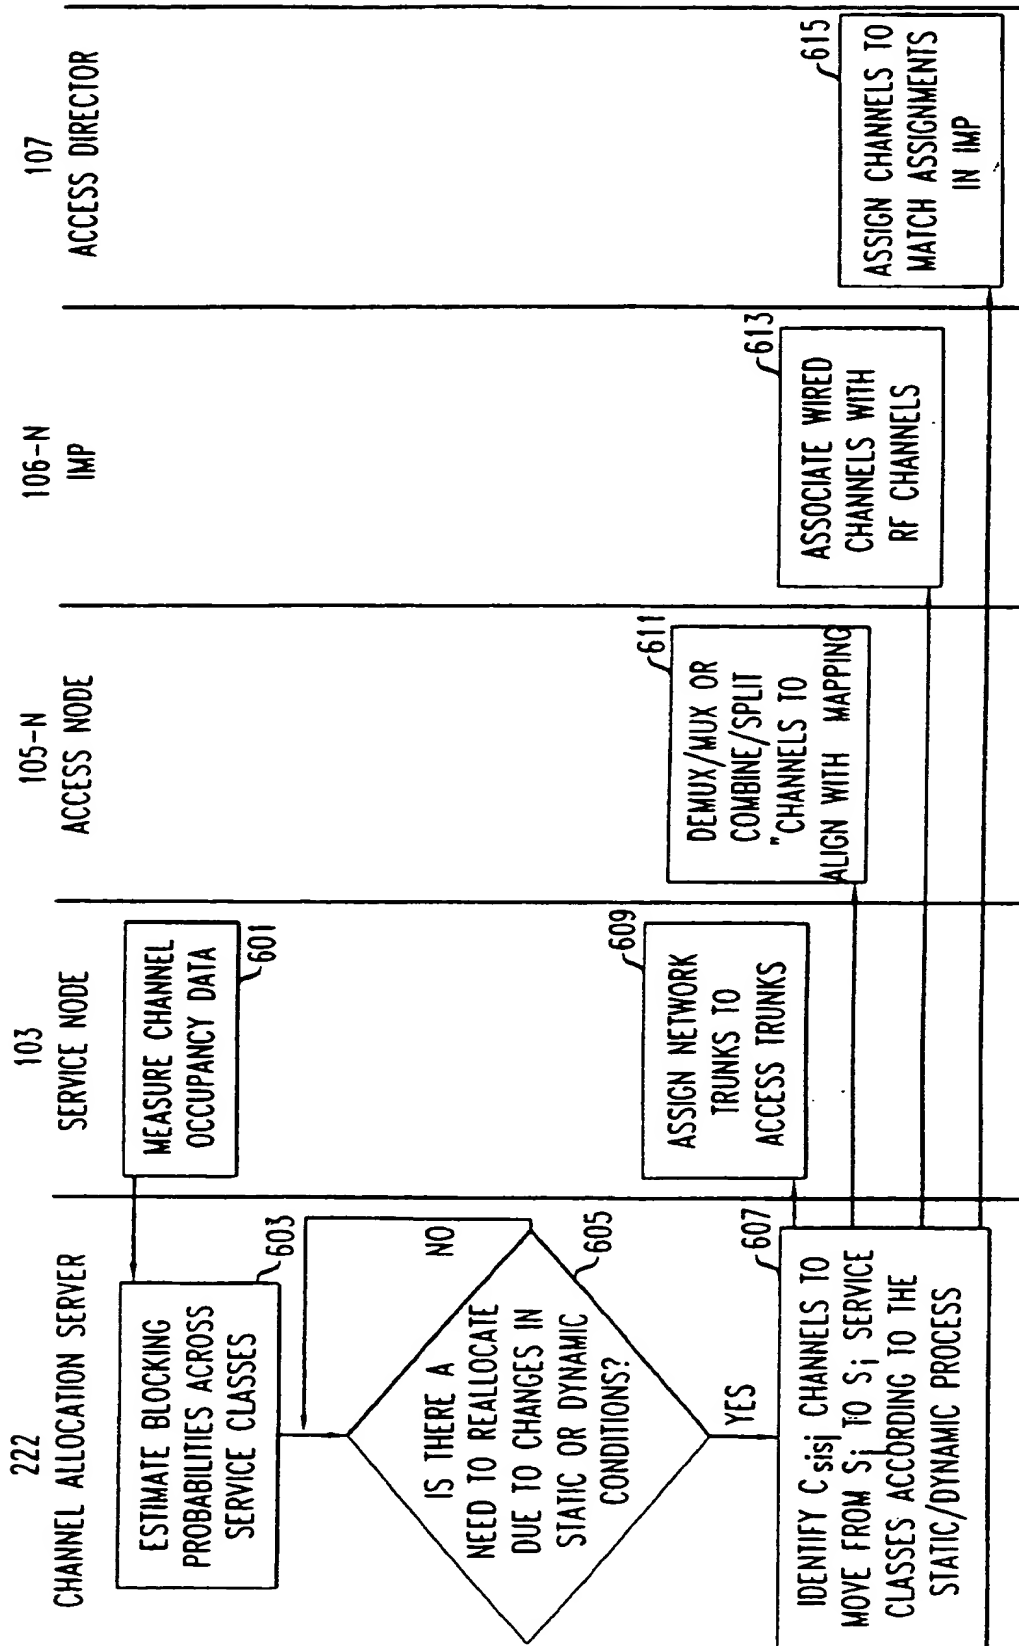 222
CHANNEL ALLOCATION SERVER
103
SERVICE NODE
105-N
ACCESS NODE
106-N
IMP
107
ACCESS DIRECTOR
MEASURE CHANNEL
OCCUPANCY DATA
601
ESTIMATE BLOCKING
PROBABILITIES ACROSS
SERVICE CLASSES
603
NO
IS THERE A
NEED TO REALLOCATE
DUE TO CHANGES IN
STATIC OR DYNAMIC
CONDITIONS?
605
YES
IDENTIFY C sisj CHANNELS TO
MOVE FROM Sj TO Si SERVICE
CLASSES ACCORDING TO THE
STATIC/DYNAMIC PROCESS
607
ASSIGN NETWORK
TRUNKS TO
ACCESS TRUNKS
609
DEMUX/MUX OR
COMBINE/SPLIT
"CHANNELS TO
ALIGN WITH MAPPING
611
ASSOCIATE WIRED
CHANNELS WITH
RF CHANNELS
613
ASSIGN CHANNELS TO
MATCH ASSIGNMENTS
IN IMP
615